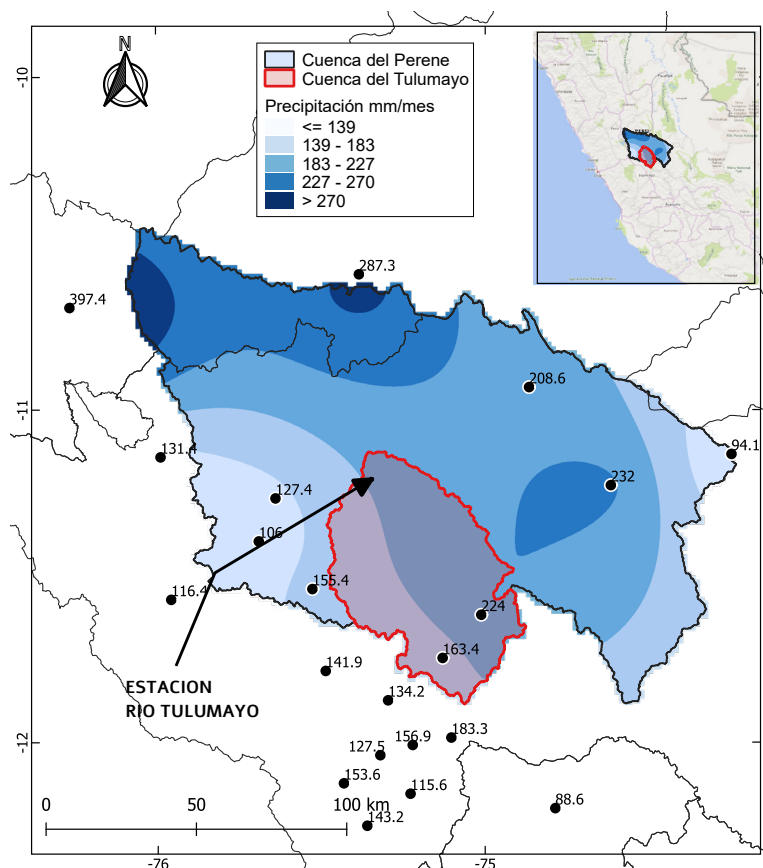 N
Cuenca del Perene
Cuenca del Tulumayo
Precipitación mm/mes
<= 139
139 - 183
183 - 227
227 - 270
> 270
-10
-11
-12
287.3
397.4
208.6
131.4
94.1
127.4
232
106
116.4
155.4
224
163.4
141.9
134.2
ESTACION
RIO TULUMAYO
183.3
156.9
127.5
153.6
115.6
88.6
143.2
0 50 100 km
-76 -75